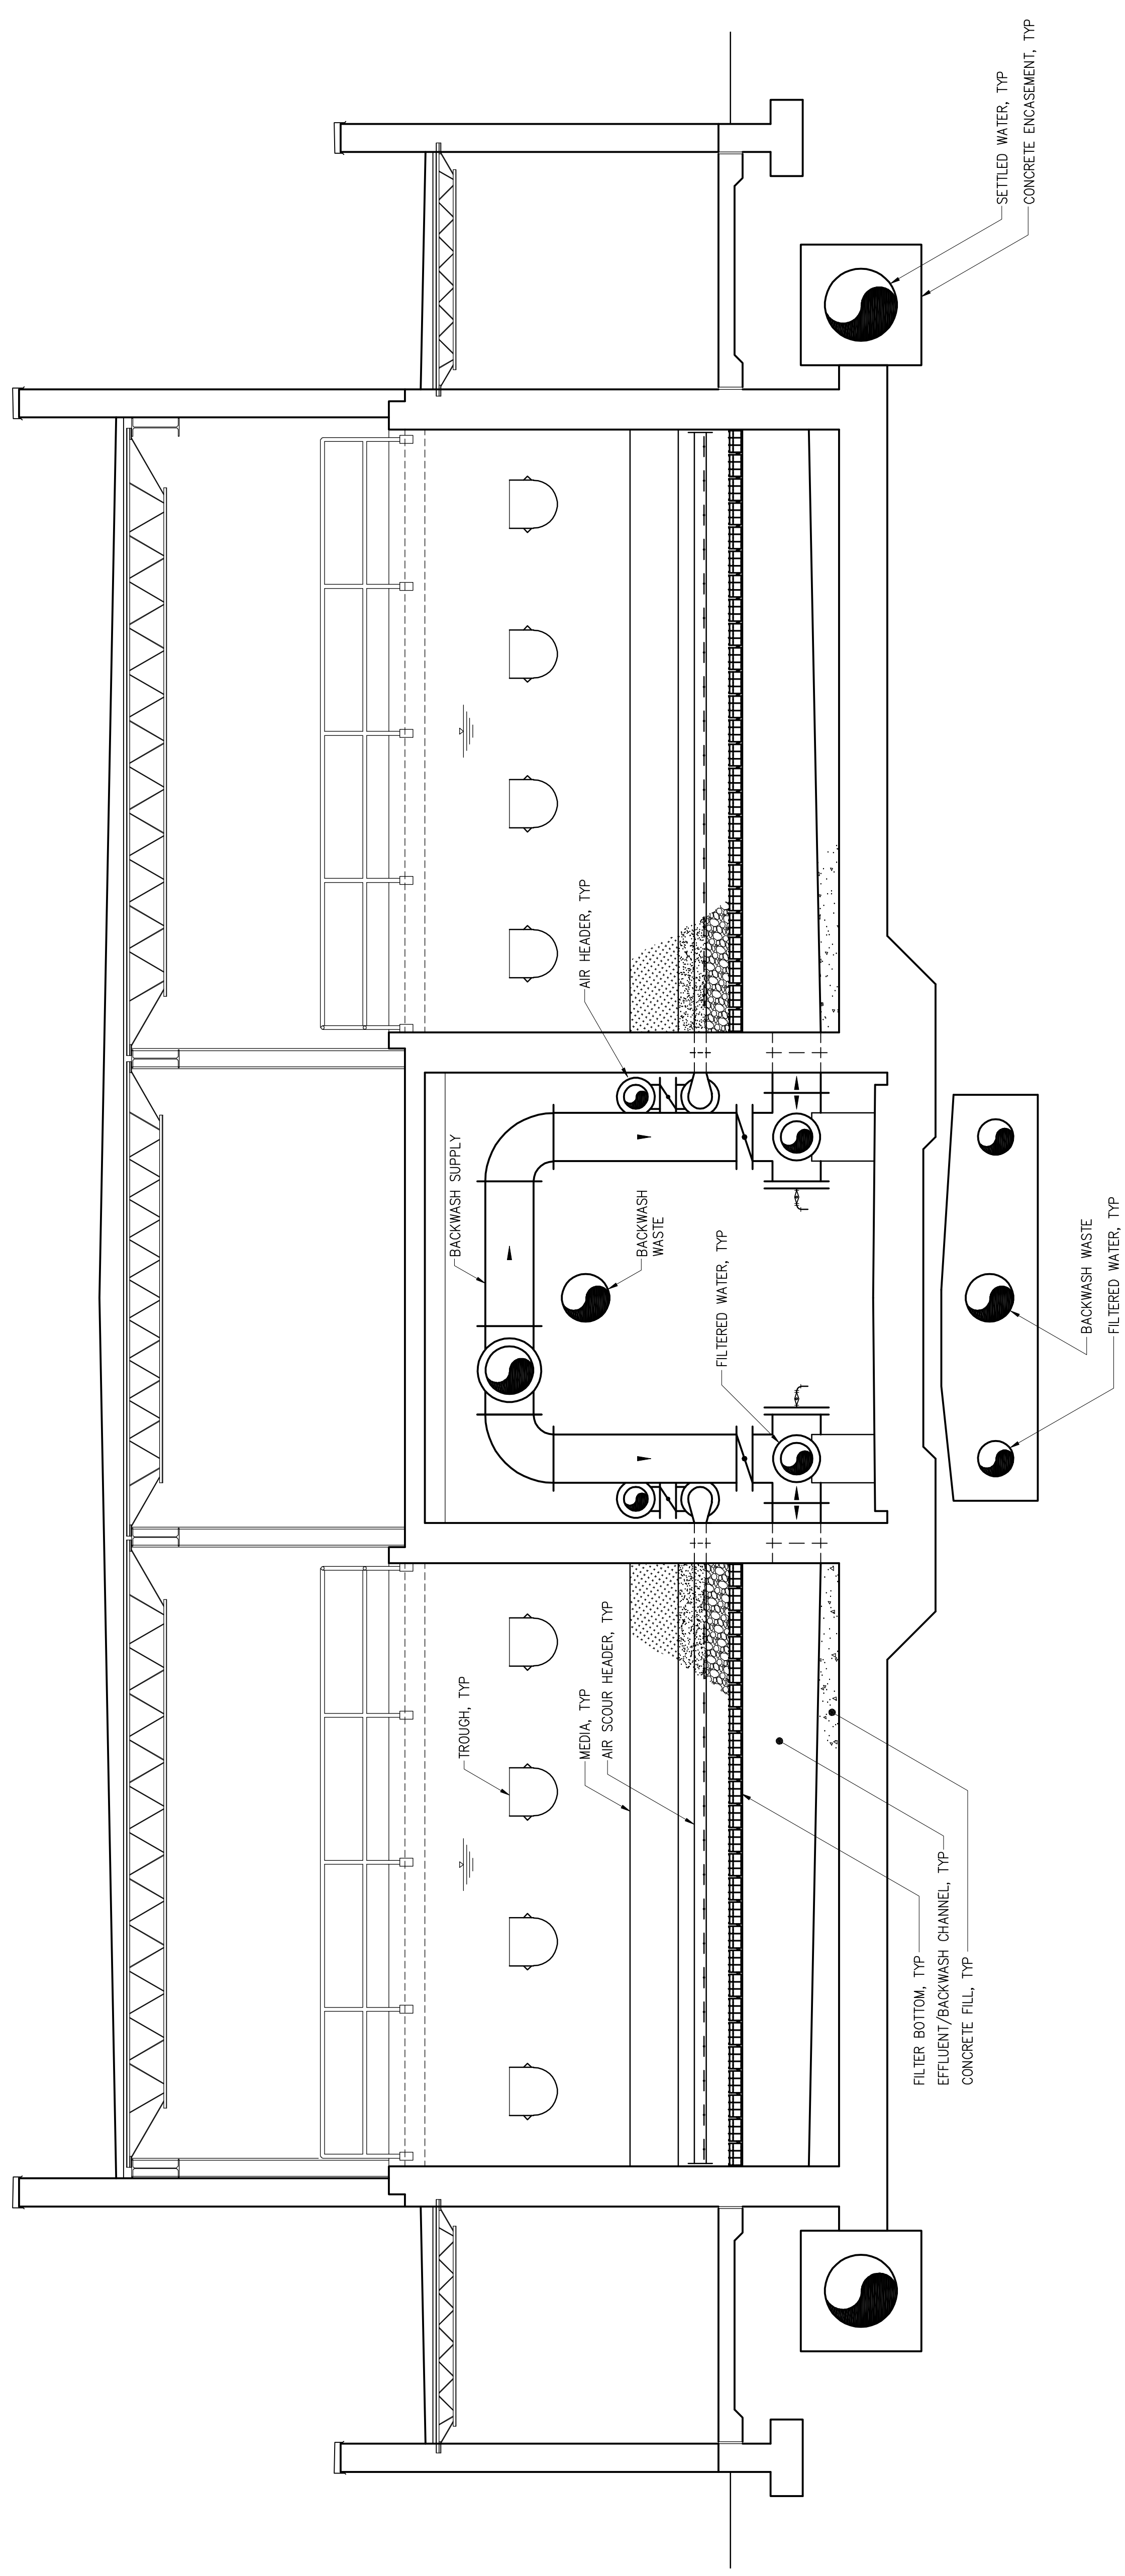 TROUGH, TYP
MEDIA, TYP
AIR SCOUR HEADER, TYP
FILTER BOTTOM, TYP
EFFLUENT/BACKWASH CHANNEL, TYP
CONCRETE FILL, TYP
BACKWASH SUPPLY
BACKWASH
WASTE
FILTERED WATER, TYP
AIR HEADER, TYP
BACKWASH WASTE
FILTERED WATER, TYP
SETTLED WATER, TYP
CONCRETE ENCASEMENT, TYP